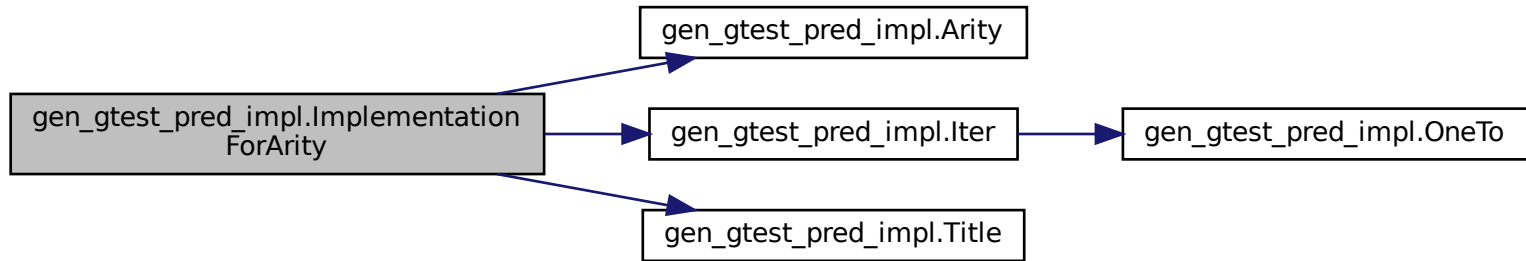 gen_gtest_pred_impl.Arity
gen_gtest_pred_impl.Implementation
ForArity
gen_gtest_pred_impl.Iter
gen_gtest_pred_impl.OneTo
gen_gtest_pred_impl.Title